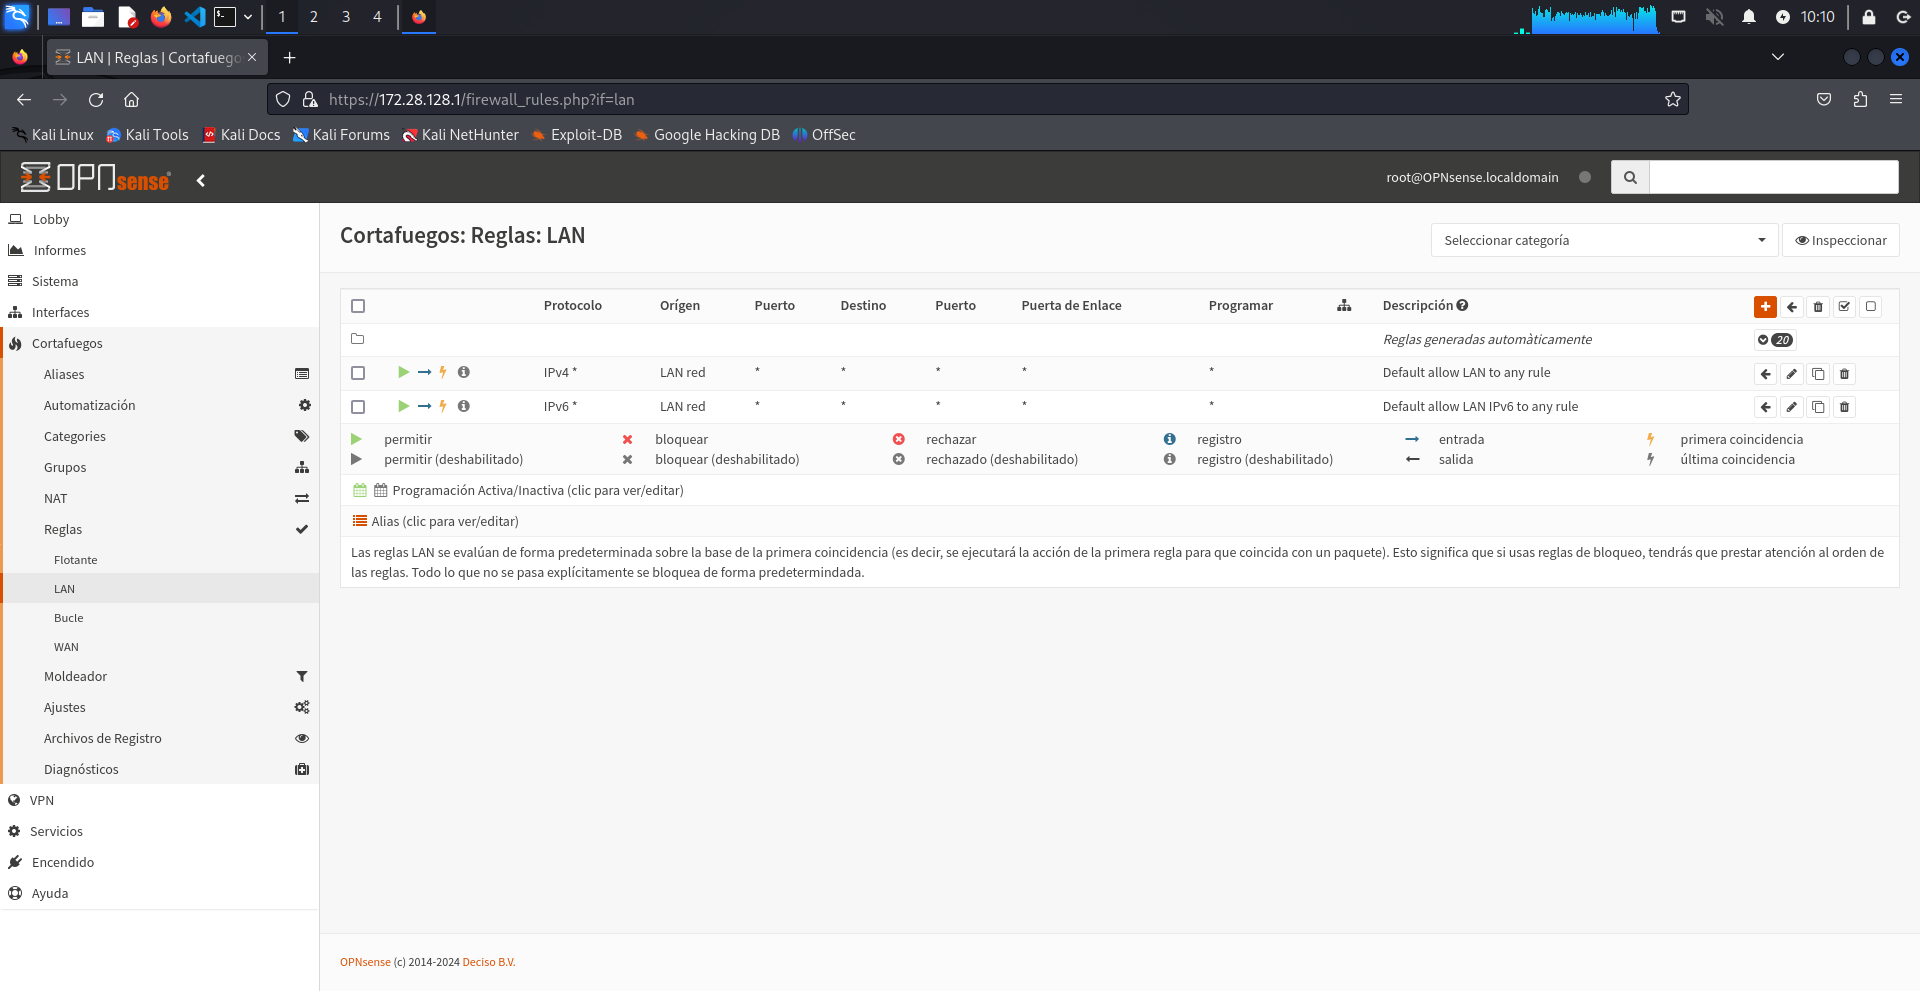 1 2 3 4 10:10
LAN | Reglas | Cortafuego
https://172.28.128.1/firewall_rules.php?if=lan
Kali Linux Kali Tools Kali Docs Kali Forums Kali NetHunter Exploit-DB Google Hacking DB OffSec
OPNsense root@OPNsense.localdomain
Lobby
Informes
Sistema
Interfaces
Cortafuegos
Aliases
Automatización
Categories
Grupos
NAT
Reglas
Flotante
LAN
Bucle
WAN
Moldeador
Ajustes
Archivos de Registro
Diagnósticos
VPN
Servicios
Encendido
Ayuda
Cortafuegos: Reglas: LAN
Seleccionar categoría Inspeccionar
Protocolo Orígen Puerto Destino Puerto Puerta de Enlace Programar Descripción
Reglas generadas automàticamente 20
IPv4 * LAN red * * * * * Default allow LAN to any rule
IPv6 * LAN red * * * * * Default allow LAN IPv6 to any rule
permitir bloquear rechazar registro entrada primera coincidencia
permitir (deshabilitado) bloquear (deshabilitado) rechazado (deshabilitado) registro (deshabilitado) salida última coincidencia
Programación Activa/Inactiva (clic para ver/editar)
Alias (clic para ver/editar)
Las reglas LAN se evalúan de forma predeterminada sobre la base de la primera coincidencia (es decir, se ejecutará la acción de la primera regla para que coincida con un paquete). Esto significa que si usas reglas de bloqueo, tendrás que prestar atención al orden de
las reglas. Todo lo que no se pasa explícitamente se bloquea de forma predetermindada.
OPNsense (c) 2014-2024 Deciso B.V.